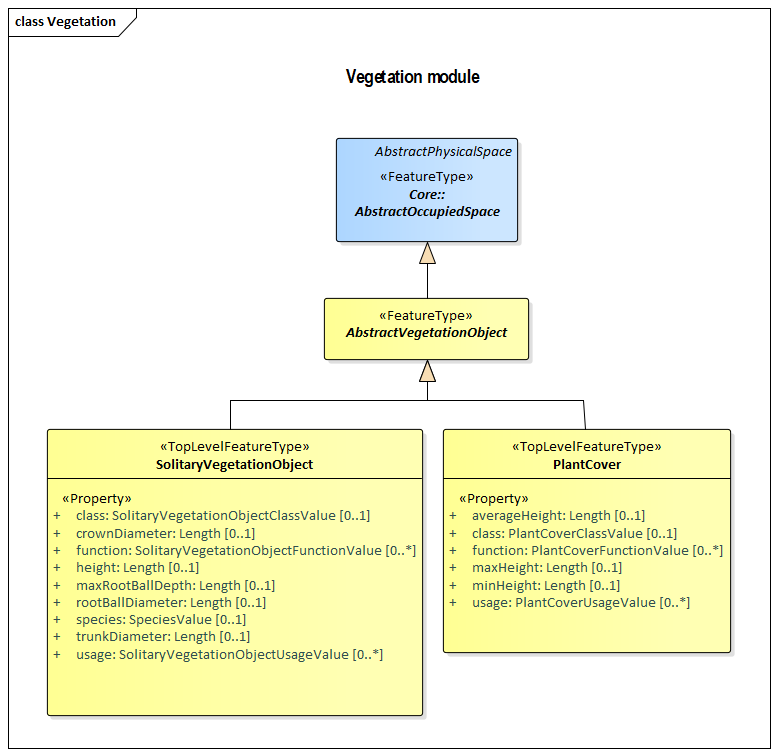 class Vegetation
Vegetation module
AbstractPhysicalSpace
«FeatureType»
Core::
AbstractOccupiedSpace
«FeatureType»
AbstractVegetationObject
«TopLevelFeatureType»
SolitaryVegetationObject
«Property»
+ class: SolitaryVegetationObjectClassValue [0..1]
+ crownDiameter: Length [0..1]
+ function: SolitaryVegetationObjectFunctionValue [0..*]
+ height: Length [0..1]
+ maxRootBallDepth: Length [0..1]
+ rootBallDiameter: Length [0..1]
+ species: SpeciesValue [0..1]
+ trunkDiameter: Length [0..1]
+ usage: SolitaryVegetationObjectUsageValue [0..*]
«TopLevelFeatureType»
PlantCover
«Property»
+ averageHeight: Length [0..1]
+ class: PlantCoverClassValue [0..1]
+ function: PlantCoverFunctionValue [0..*]
+ maxHeight: Length [0..1]
+ minHeight: Length [0..1]
+ usage: PlantCoverUsageValue [0..*]